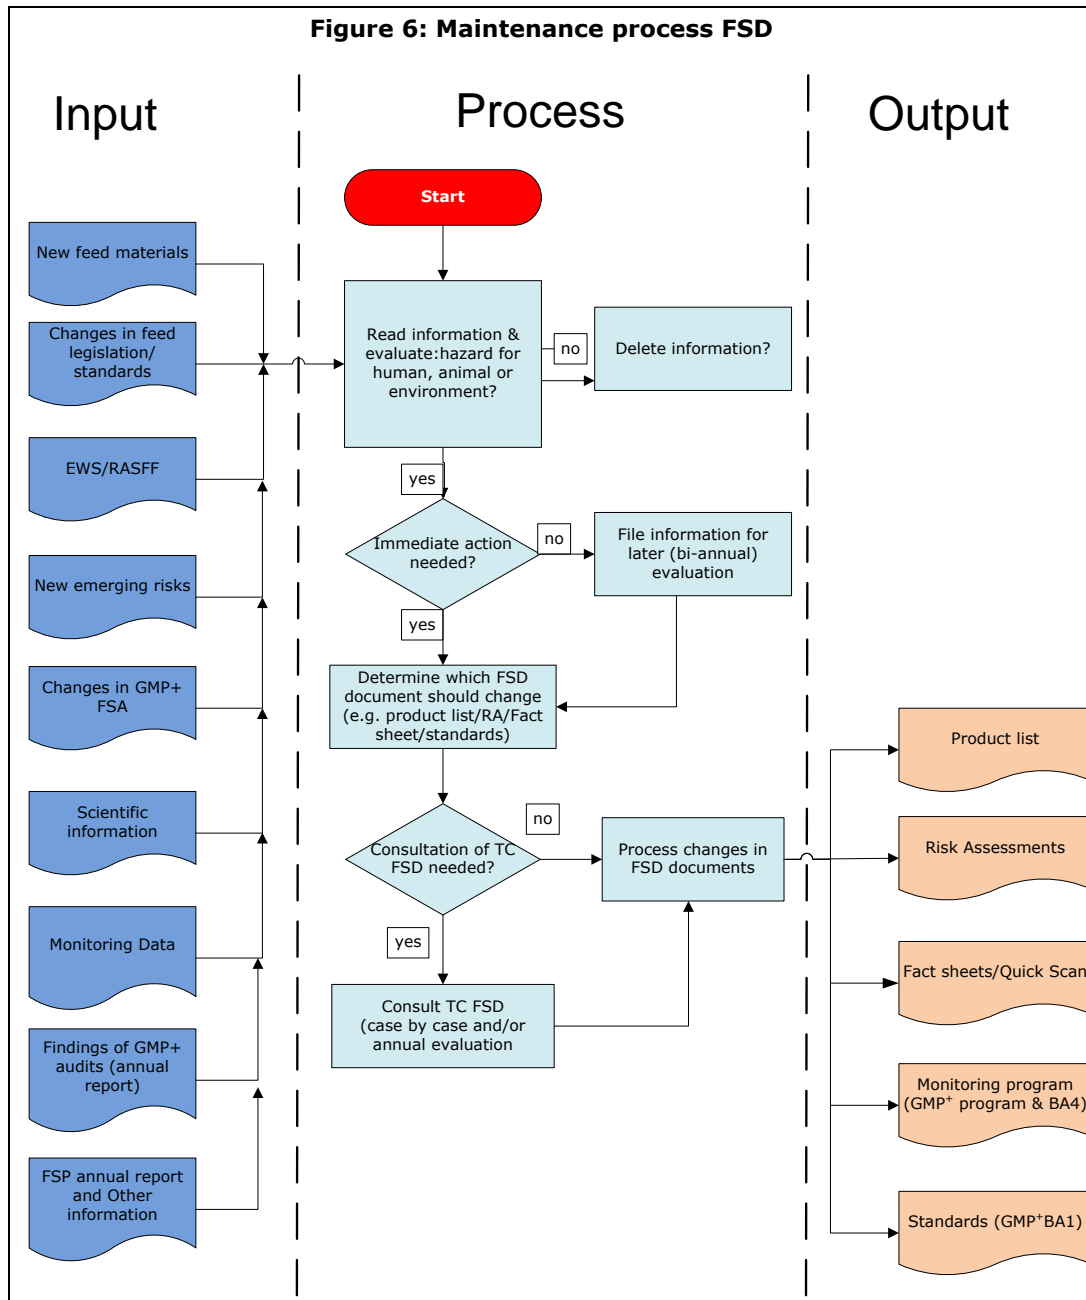 Figure 6: Maintenance process FSD
Input
Process
Output
New feed materials
Changes in feed
legislation/
standards
EWS/RASFF
New emerging risks
Changes in GMP+
FSA
Scientific
information
Monitoring Data
Findings of GMP+
audits (annual
report)
FSP annual report
and Other
information
Start
Read information &
evaluate:hazard for
human, animal or
environment?
no
Delete information?
yes
Immediate action
needed?
no
File information for
later (bi-annual)
evaluation
yes
Determine which FSD
document should change
(e.g. product list/RA/Fact
sheet/standards)
Consultation of TC
FSD needed?
no
Process changes in
FSD documents
yes
Consult TC FSD
(case by case and/or
annual evaluation
Product list
Risk Assessments
Fact sheets/Quick Scan
Monitoring program
(GMP⁺ program & BA4)
Standards (GMP⁺BA1)